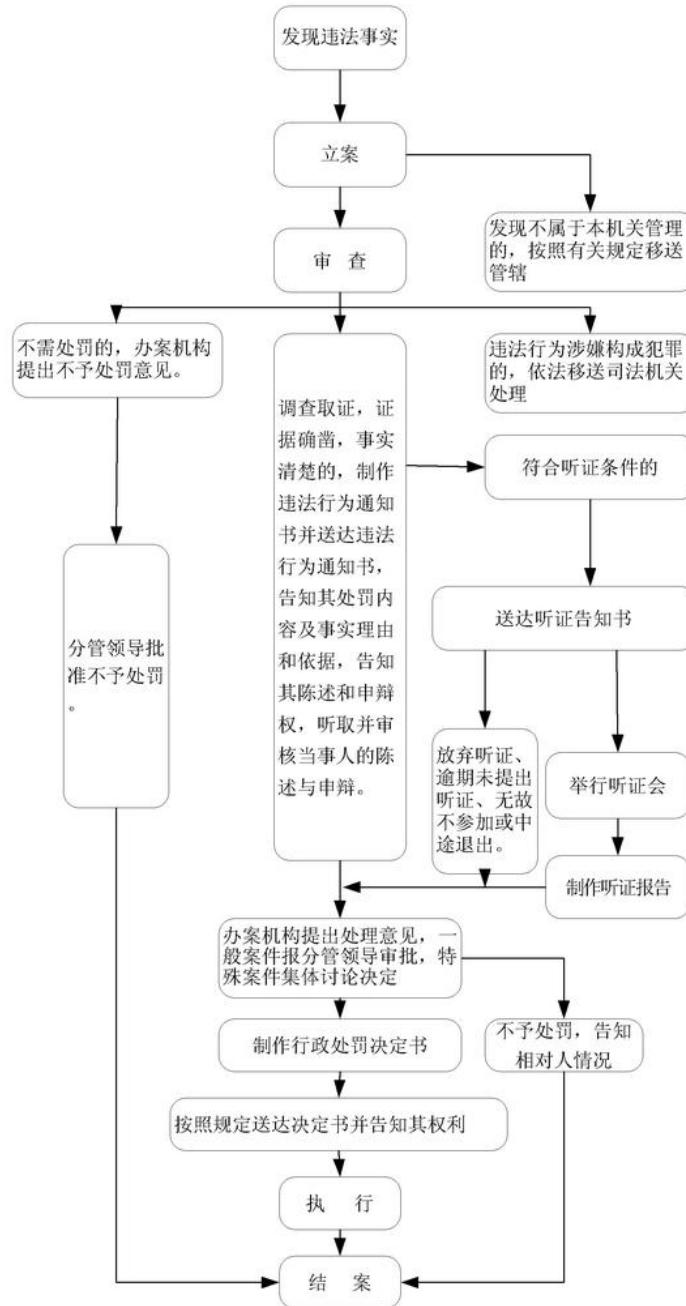 发现违法事实
立案
发现不属于本机关管理
的，按照有关规定移送
管辖
审 查
不需处罚的，办案机构
提出不予处罚意见。
违法行为涉嫌构成犯罪
的，依法移送司法机关
处理
调查取证，证
据确凿，事实
清楚的，制作
违法行为通知
书并送达违法
行为通知书，
告知其处罚内
容及事实理由
和依据，告知
其陈述和申辩
权，听取并审
核当事人的陈
述与申辩。
符合听证条件的
分管领导批
准不予处罚
。
送达听证告知书
放弃听证、
逾期未提出
听证、无故
不参加或中
途退出。
举行听证会
制作听证报告
办案机构提出处理意见，一
般案件报分管领导审批，特
殊案件集体讨论决定
制作行政处罚决定书
不予处罚，告知
相对人情况
按照规定送达决定书并告知其权利
执 行
结 案